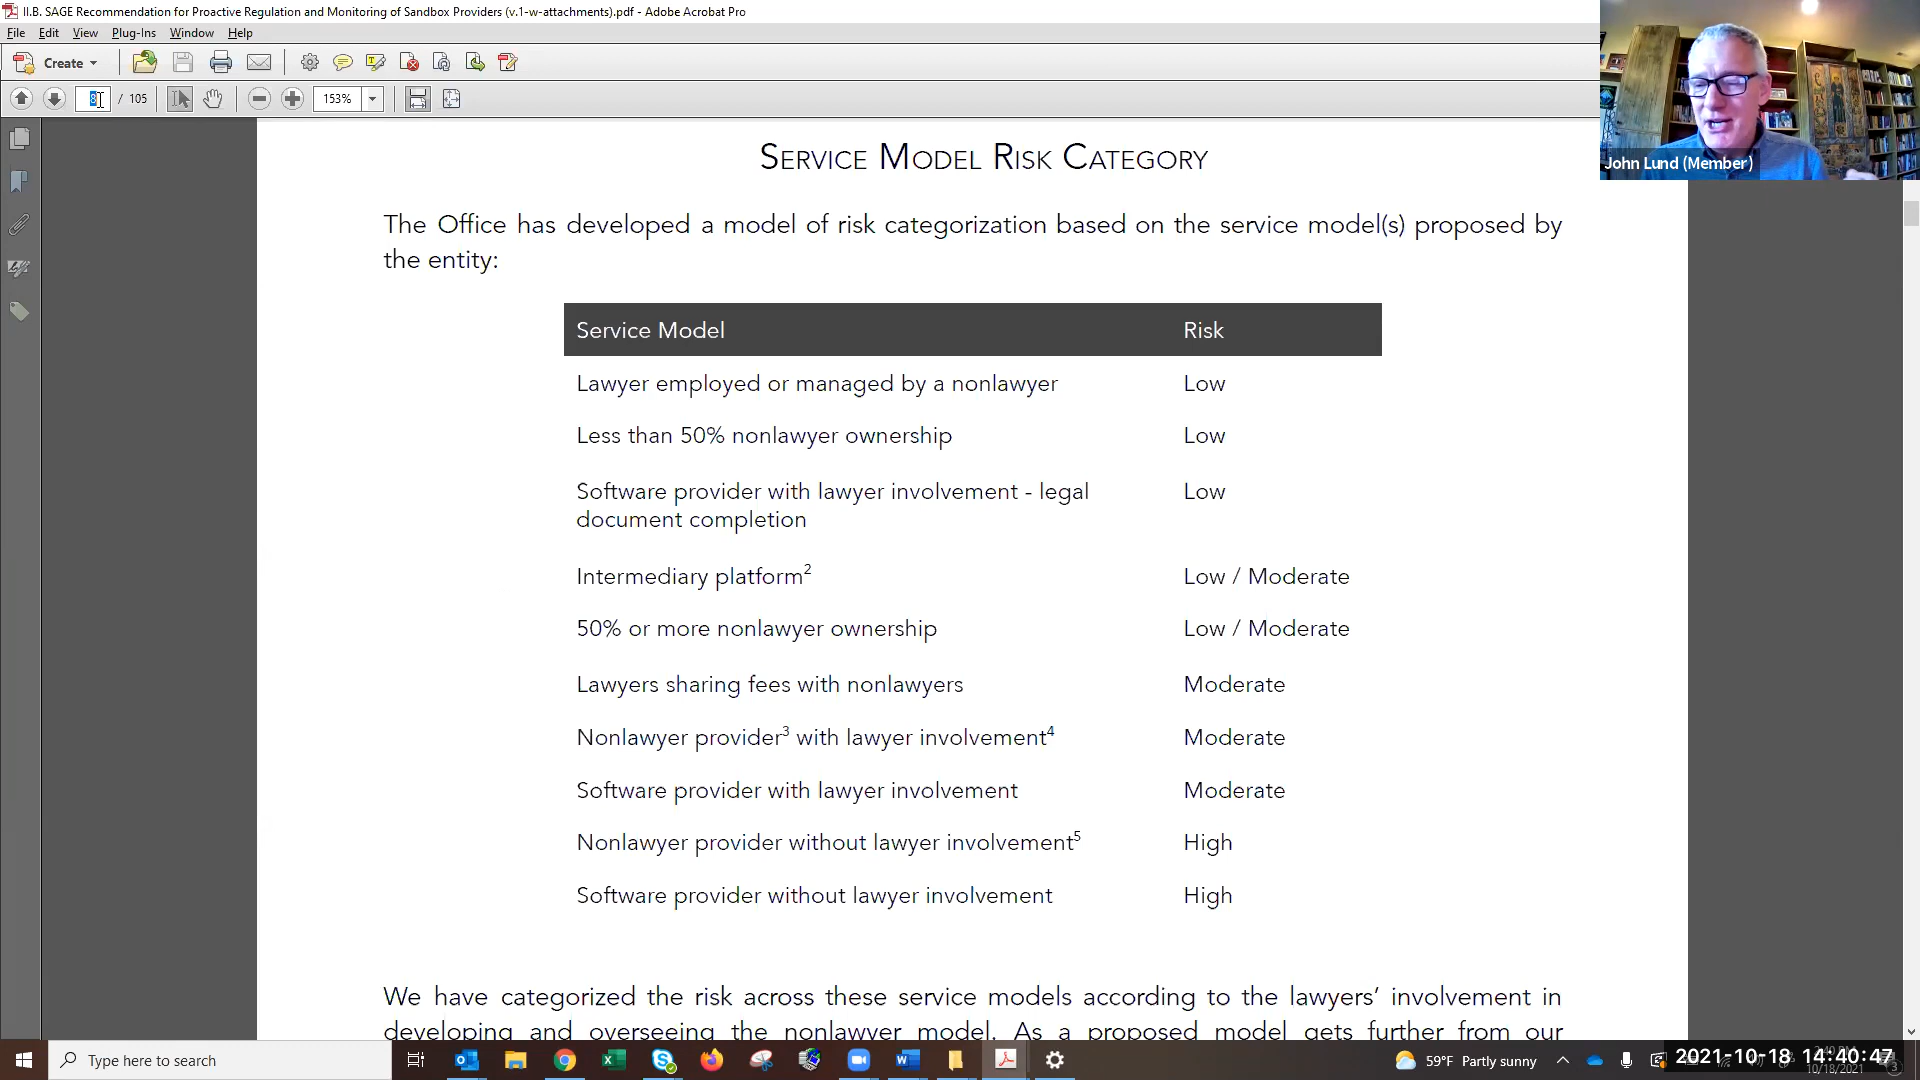 II.B. SAGE Recommendation for Proactive Regulation and Monitoring of Sandbox Providers (v.1-w-attachments).pdf - Adobe Acrobat Pro
File Edit View Plug-Ins Window Help
Create
8 / 105 153%
John Lund (Member)
SERVICE MODEL RISK CATEGORY
The Office has developed a model of risk categorization based on the service model(s) proposed by
the entity:
Service Model Risk
Lawyer employed or managed by a nonlawyer Low
Less than 50% nonlawyer ownership Low
Software provider with lawyer involvement - legal Low
document completion
Intermediary platform2 Low / Moderate
50% or more nonlawyer ownership Low / Moderate
Lawyers sharing fees with nonlawyers Moderate
Nonlawyer provider3 with lawyer involvement4 Moderate
Software provider with lawyer involvement Moderate
Nonlawyer provider without lawyer involvement5 High
Software provider without lawyer involvement High
We have categorized the risk across these service models according to the lawyers' involvement in
developing and overseeing the nonlawyer model. As a proposed model gets further from our
Type here to search
59°F Partly sunny
2021-10-18 14:40:47
10/18/2021